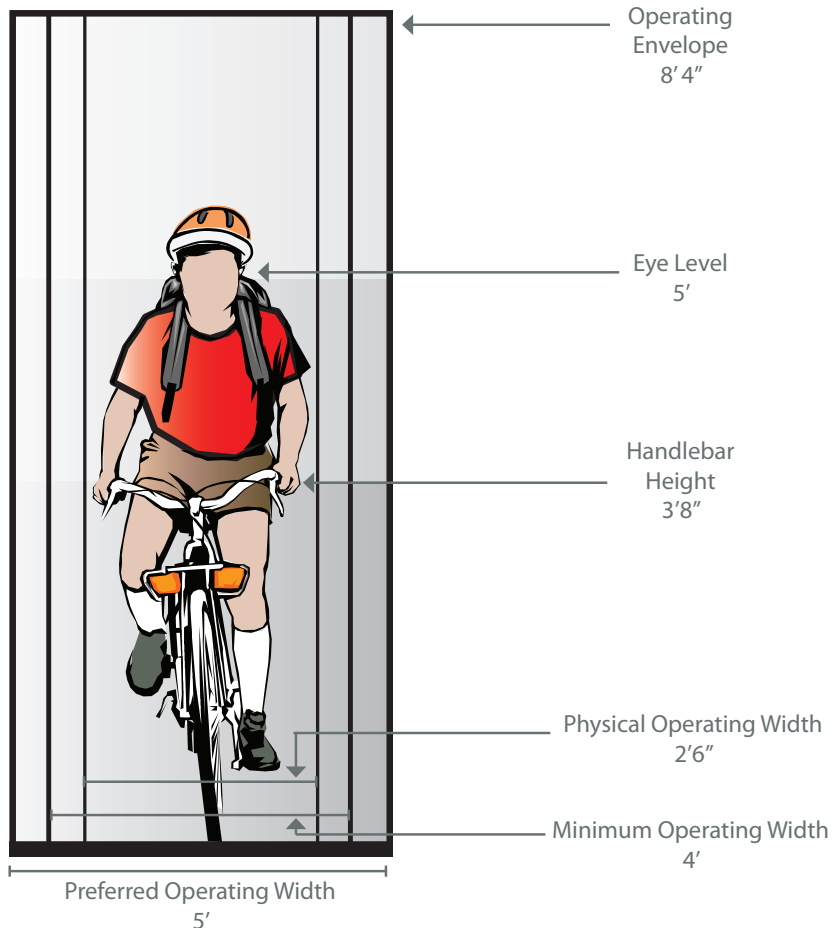 Operating
Envelope
8’ 4”
Eye Level
5’
Handlebar
Height
3’8”
Physical Operating Width
2’6”
Minimum Operating Width
4’
Preferred Operating Width
5’